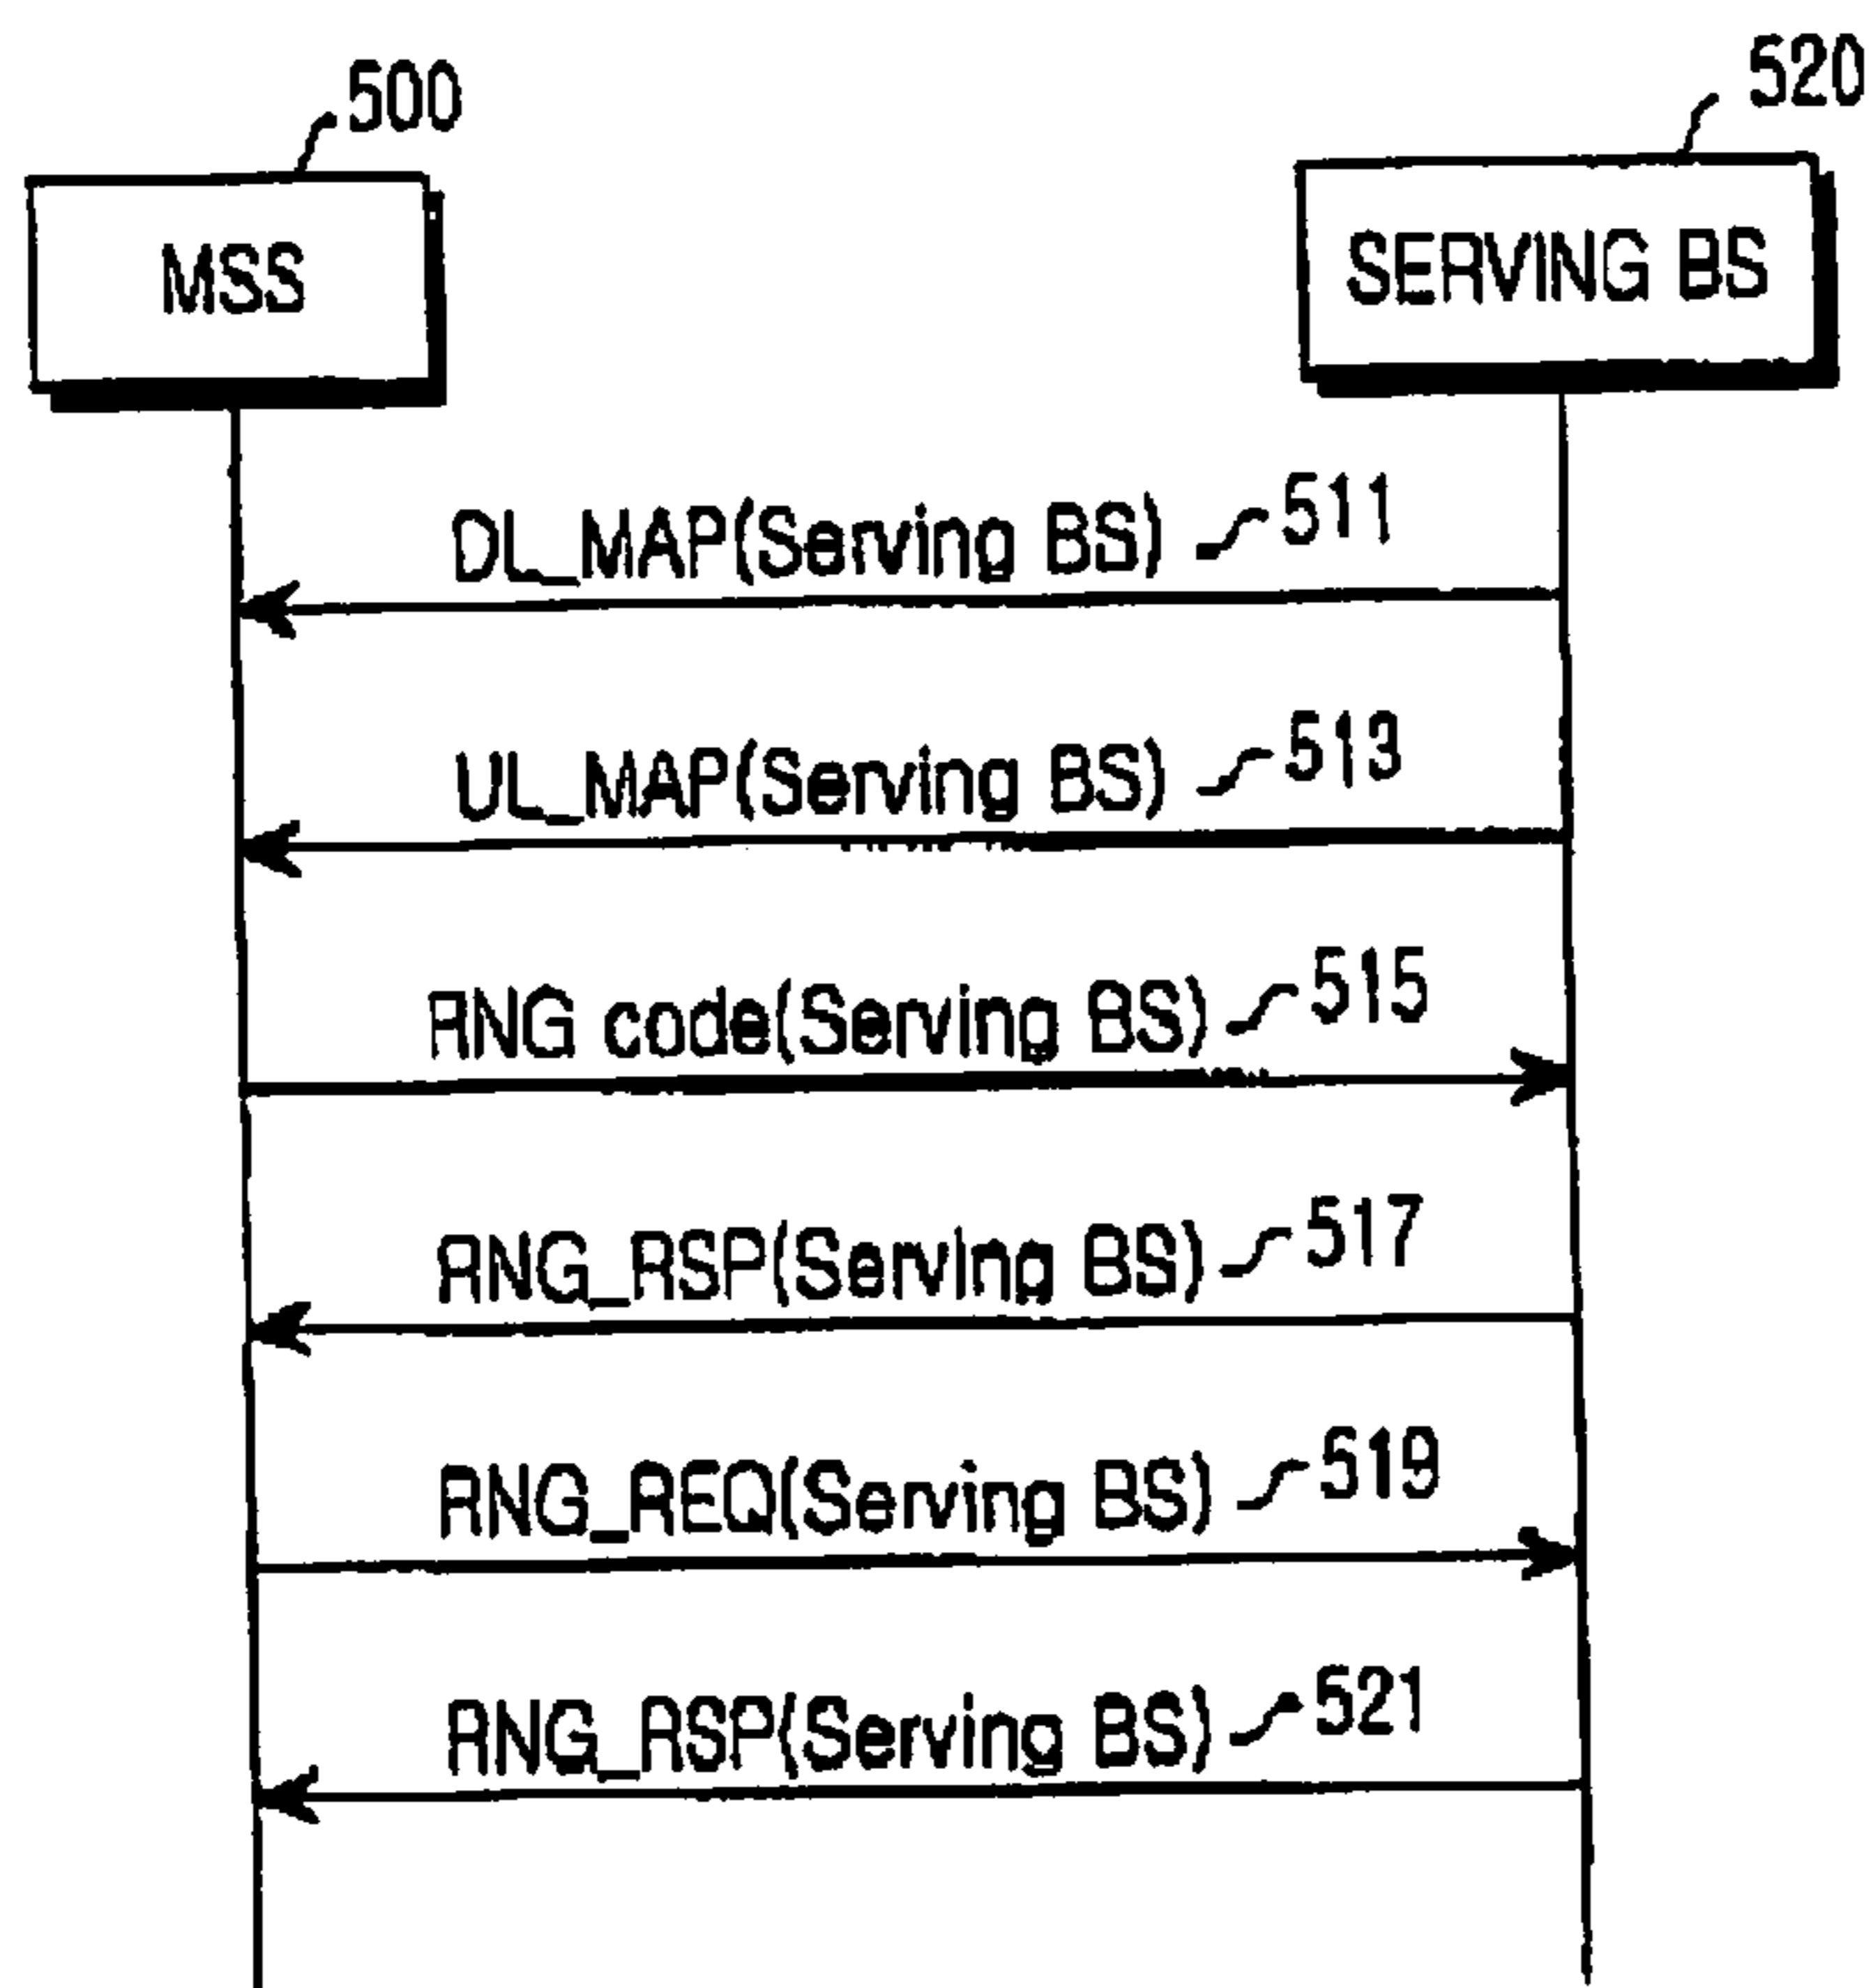 500
520
MSS
SERVING BS
DL_MAP(Serving BS) 511
UL_MAP(Serving BS) 513
RNG code(Serving BS) 515
RNG_RSP(Serving BS) 517
RNG_REQ(Serving BS) 519
RNG_RSP(Serving BS) 521